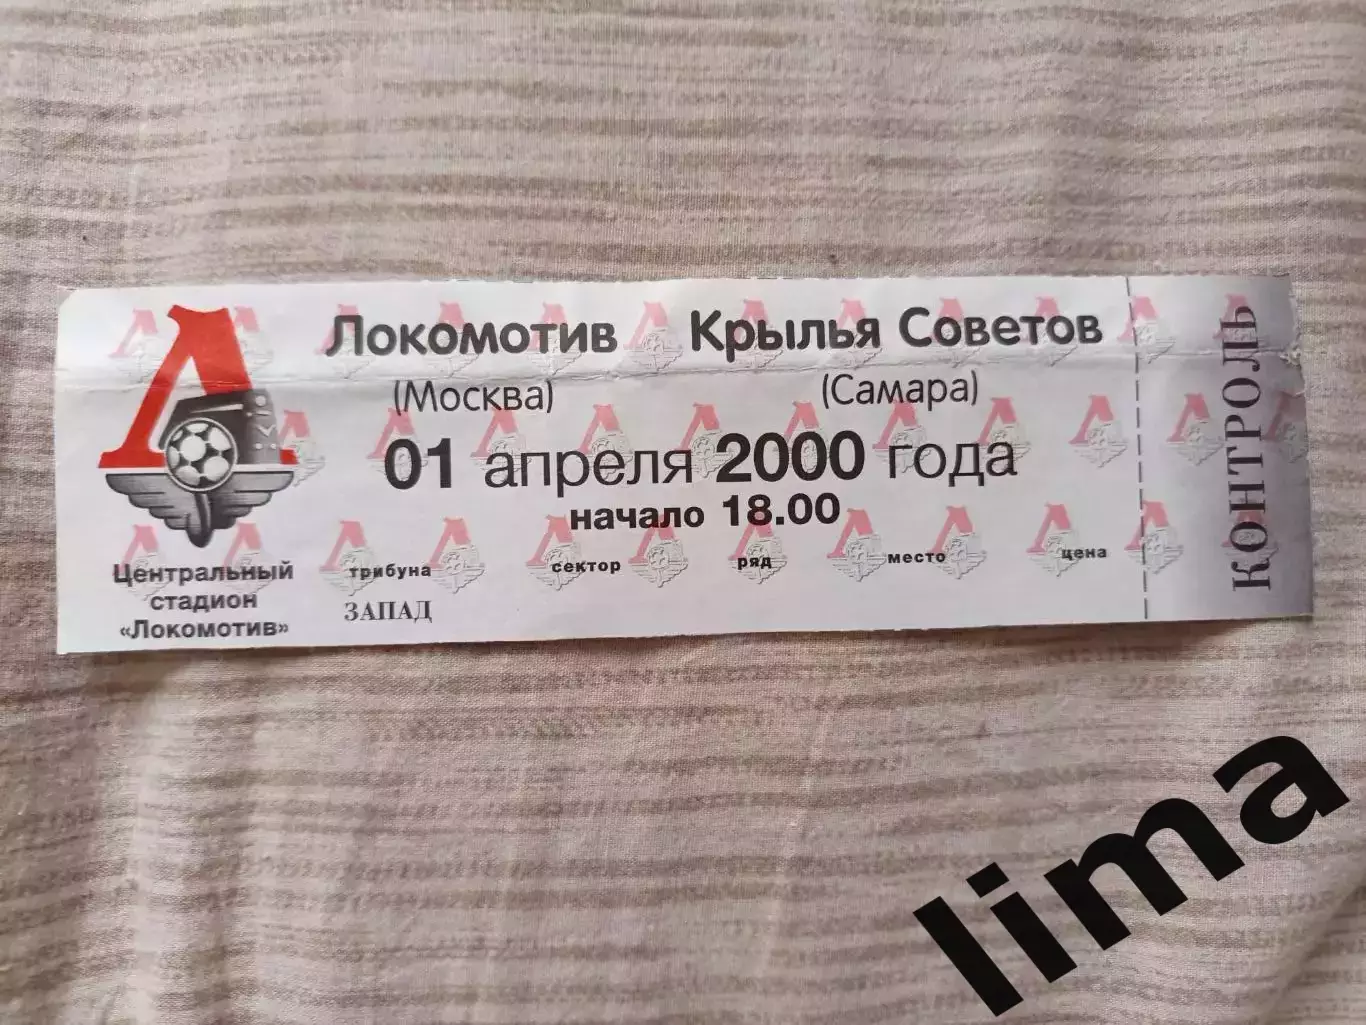 Локомотив Крылья Советов
(Москва) (Самара)
01 апреля 2000 года
начало 18.00
Центральный
стадион
«Локомотив»
трибуна сектор ряд место цена
ЗАПАД
КОНТРОЛЬ
lima